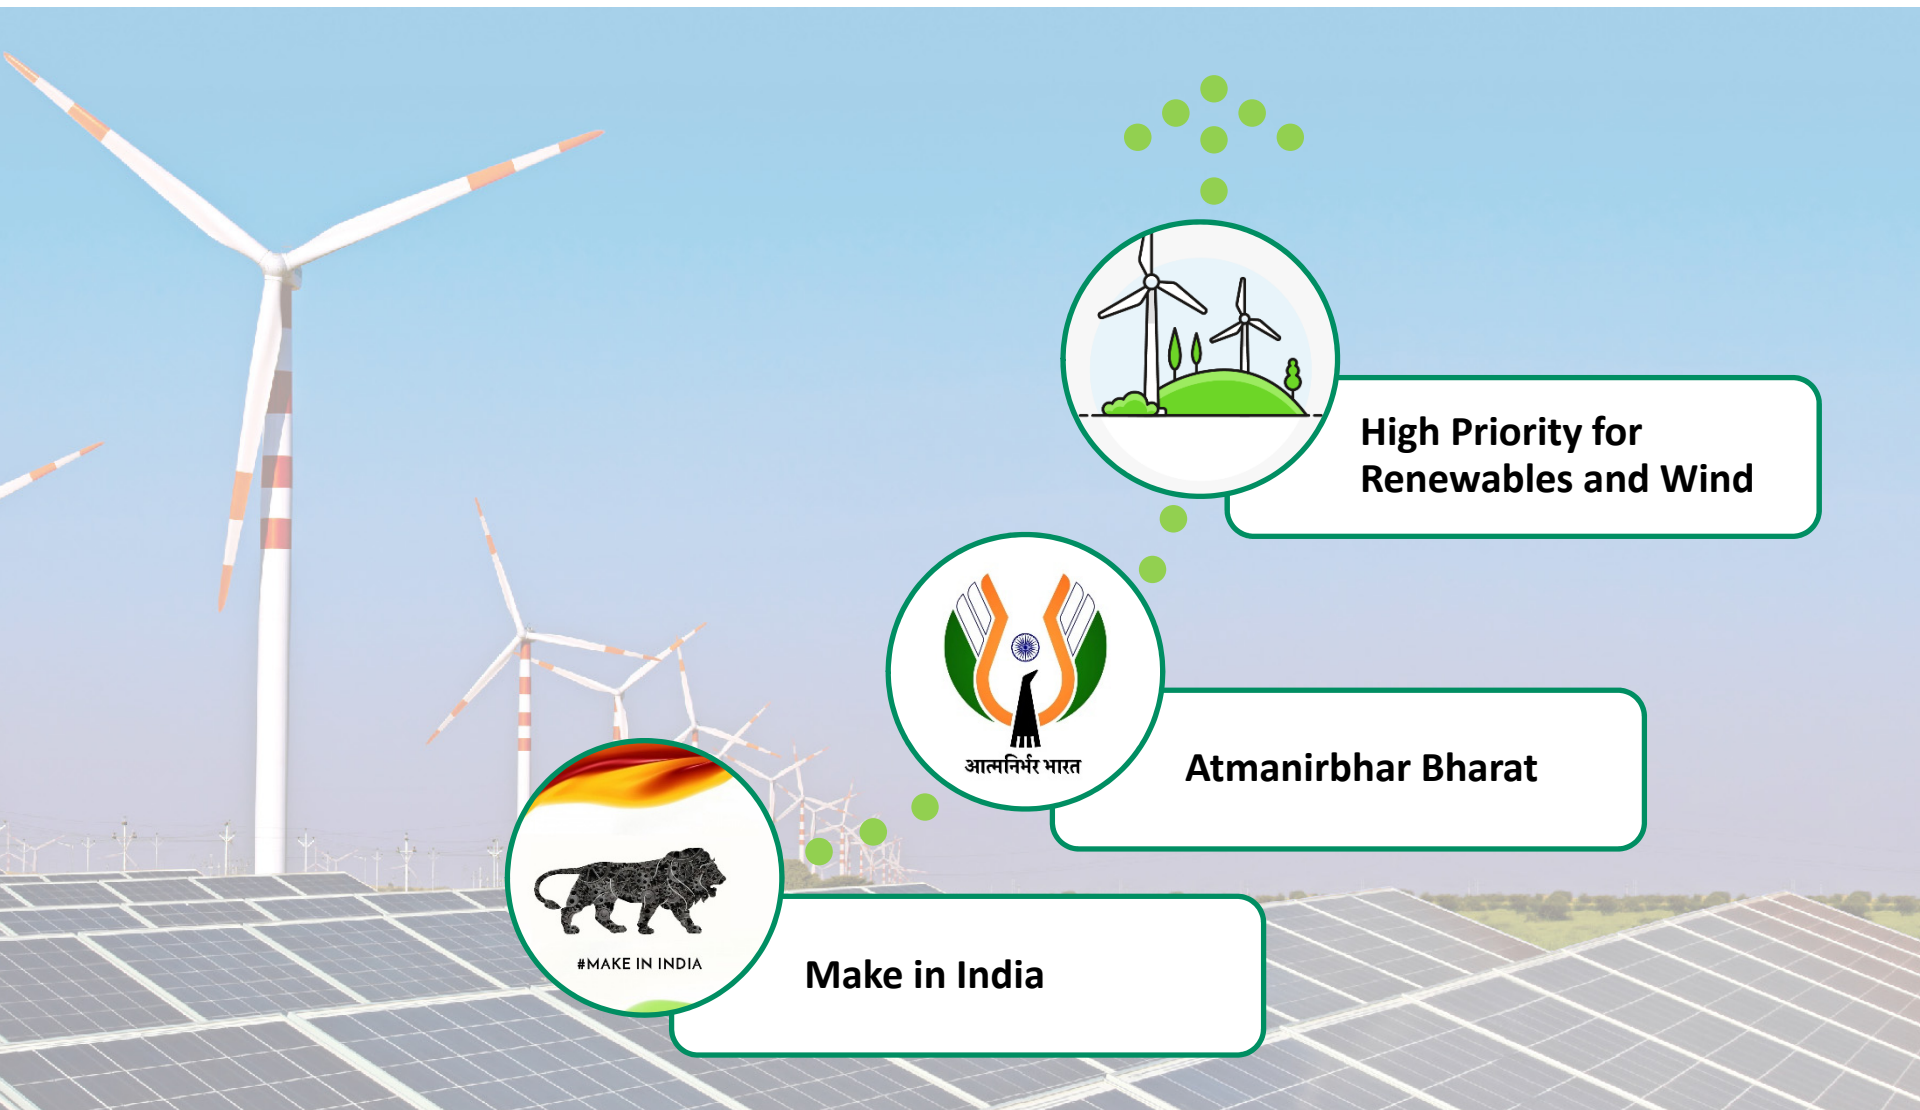 High Priority for
Renewables and Wind
आत्मनिर्भर भारत
Atmanirbhar Bharat
#MAKE IN INDIA
Make in India